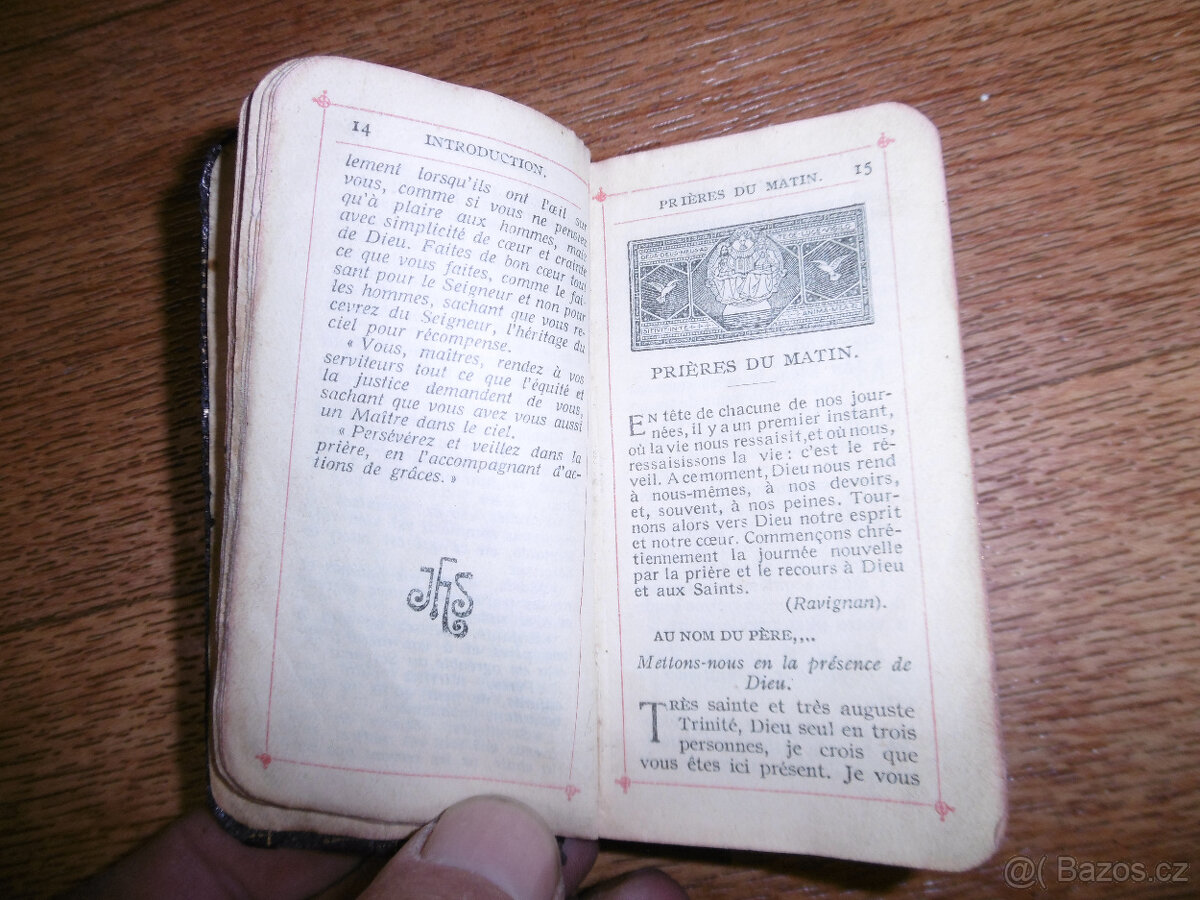 14
INTRODUCTION.
lement lorsqu'ils ont l'œil sur
vous, comme si vous ne pensiez
qu'à plaire aux hommes, mais
avec simplicité de cœur et crainte
de Dieu. Faites de bon cœur tout
ce que vous faites, comme le fai-
sant pour le Seigneur et non pour
les hommes, sachant que vous re-
cevrez du Seigneur, l'héritage du
ciel pour récompense.
« Vous, maîtres, rendez à vos
serviteurs tout ce que l'équité et
la justice demandent de vous,
sachant que vous avez vous aussi
un Maître dans le ciel.
« Persévérez et veillez dans la
prière, en l'accompagnant d'ac-
tions de grâces. »
JHS
PRIÈRES DU MATIN. 15
DEUS DEUS MEUS AD
SITIVIT IN TE
ANIMA MEA
PRIÈRES DU MATIN.
EN tête de chacune de nos jour-
nées, il y a un premier instant,
où la vie nous ressaisit, et où nous,
ressaisissons la vie : c'est le ré-
veil. A ce moment, Dieu nous rend
à nous-mêmes, à nos devoirs,
et, souvent, à nos peines. Tour-
nons alors vers Dieu notre esprit
et notre cœur. Commençons chré-
tiennement la journée nouvelle
par la prière et le recours à Dieu
et aux Saints.
(Ravignan).
AU NOM DU PÈRE,...
Mettons-nous en la présence de
Dieu.
TRÈS sainte et très auguste
Trinité, Dieu seul en trois
personnes, je crois que
vous êtes ici présent. Je vous
@( Bazos.cz